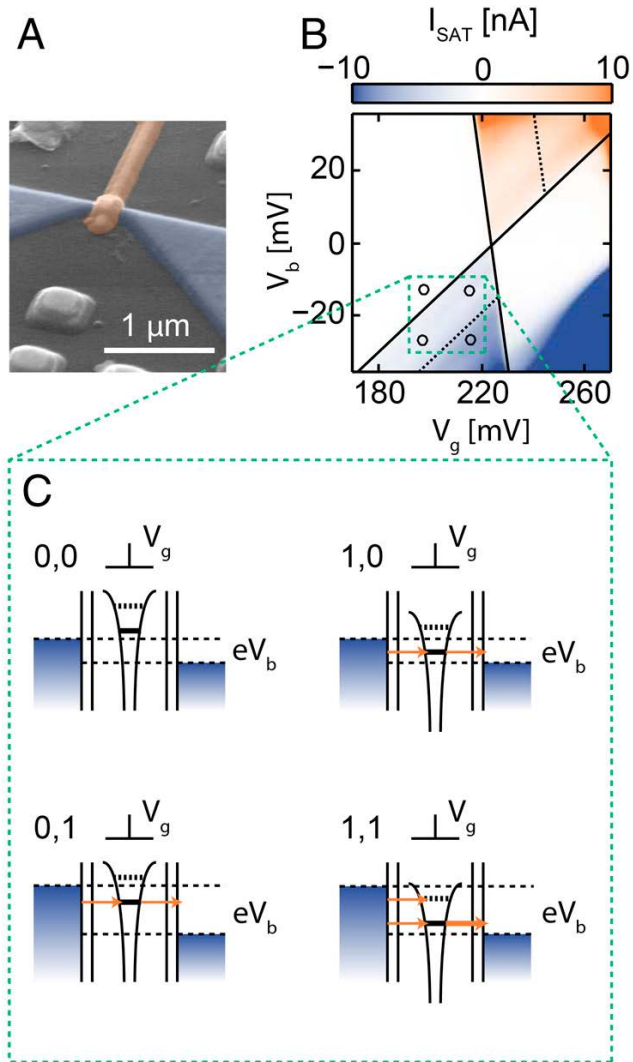 A
1 µm
B
I_SAT [nA]
−10 0 10
V_b [mV]
20
0
−20
180 220 260
V_g [mV]
C
0,0
V_g
eV_b
1,0
V_g
eV_b
0,1
V_g
eV_b
1,1
V_g
eV_b